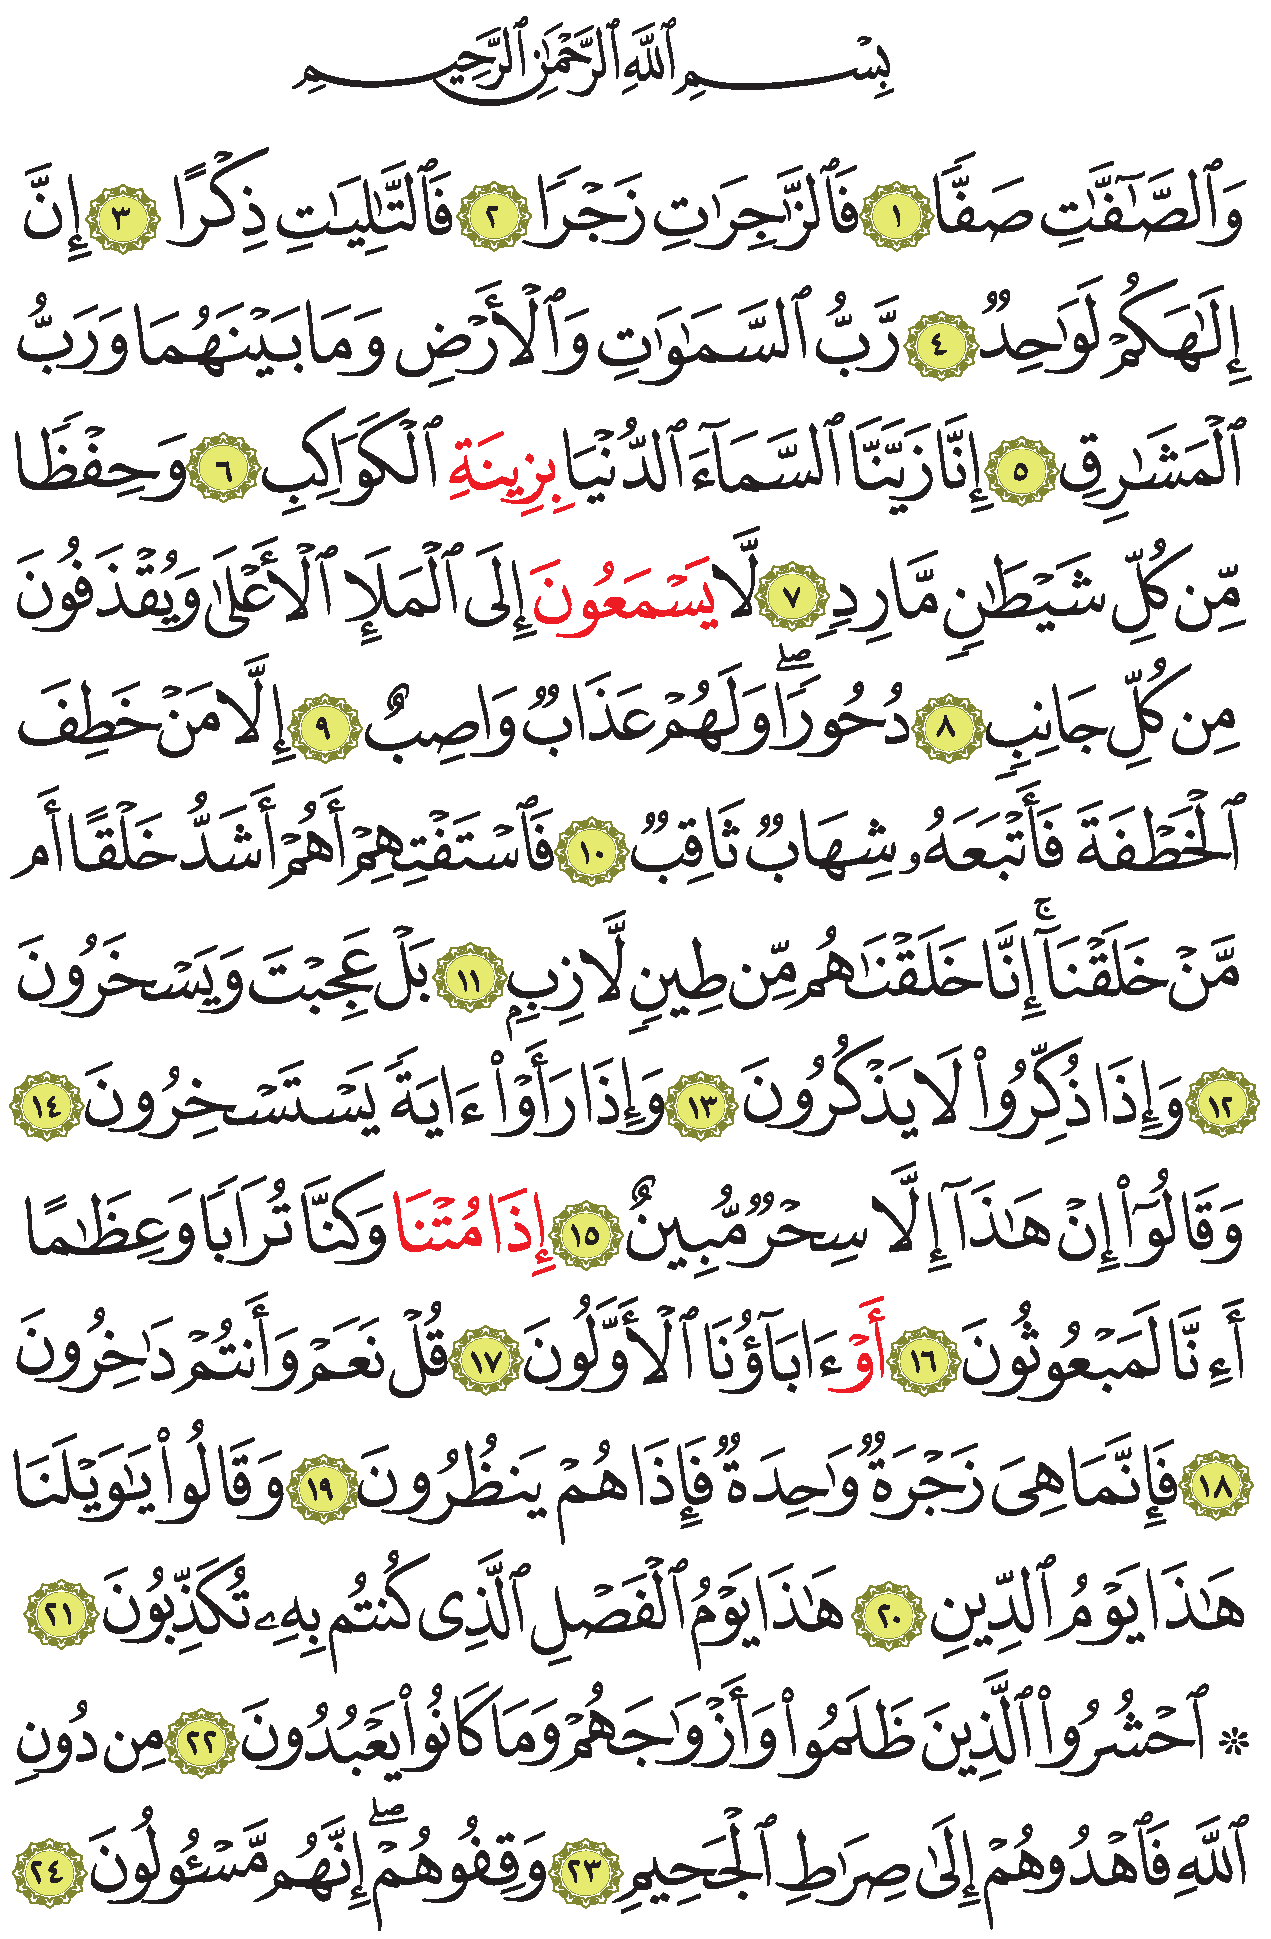 بِسْمِ ٱللَّهِ ٱلرَّحْمَٰنِ ٱلرَّحِيمِ
وَٱلصَّٰٓفَّٰتِ صَفًّا ١ فَٱلزَّٰجِرَٰتِ زَجْرًا ٢ فَٱلتَّٰلِيَٰتِ ذِكْرًا ٣ إِنَّ
إِلَٰهَكُمْ لَوَٰحِدٌ ٤ رَّبُّ ٱلسَّمَٰوَٰتِ وَٱلْأَرْضِ وَمَا بَيْنَهُمَا وَرَبُّ
ٱلْمَشَٰرِقِ ٥ إِنَّا زَيَّنَّا ٱلسَّمَآءَ ٱلدُّنْيَا بِزِينَةِ ٱلْكَوَاكِبِ ٦ وَحِفْظًا
مِّن كُلِّ شَيْطَٰنٍ مَّارِدٍ ٧ لَّا يَسْمَعُونَ إِلَى ٱلْمَلَإِ ٱلْأَعْلَىٰ وَيُقْذَفُونَ
مِن كُلِّ جَانِبٍ ٨ دُحُورًا ۖ وَلَهُمْ عَذَابٌ وَاصِبٌ ٩ إِلَّا مَنْ خَطِفَ
ٱلْخَطْفَةَ فَأَتْبَعَهُۥ شِهَابٌ ثَاقِبٌ ١٠ فَٱسْتَفْتِهِمْ أَهُمْ أَشَدُّ خَلْقًا أَم
مَّنْ خَلَقْنَآ ۚ إِنَّا خَلَقْنَٰهُم مِّن طِينٍ لَّازِبٍۭ ١١ بَلْ عَجِبْتَ وَيَسْخَرُونَ
١٢ وَإِذَا ذُكِّرُوا۟ لَا يَذْكُرُونَ ١٣ وَإِذَا رَأَوْا۟ ءَايَةً يَسْتَسْخِرُونَ ١٤
وَقَالُوٓا۟ إِنْ هَٰذَآ إِلَّا سِحْرٌ مُّبِينٌ ١٥ إِذَا مُتْنَا وَكُنَّا تُرَابًا وَعِظَٰمًا
أَءِنَّا لَمَبْعُوثُونَ ١٦ أَوْ ءَابَآؤُنَا ٱلْأَوَّلُونَ ١٧ قُلْ نَعَمْ وَأَنتُمْ دَٰخِرُونَ
١٨ فَإِنَّمَا هِىَ زَجْرَةٌ وَٰحِدَةٌ فَإِذَا هُمْ يَنظُرُونَ ١٩ وَقَالُوا۟ يَٰوَيْلَنَا
هَٰذَا يَوْمُ ٱلدِّينِ ٢٠ هَٰذَا يَوْمُ ٱلْفَصْلِ ٱلَّذِى كُنتُم بِهِۦ تُكَذِّبُونَ ٢١
۞ ٱحْشُرُوا۟ ٱلَّذِينَ ظَلَمُوا۟ وَأَزْوَٰجَهُمْ وَمَا كَانُوا۟ يَعْبُدُونَ ٢٢ مِن دُونِ
ٱللَّهِ فَٱهْدُوهُمْ إِلَىٰ صِرَٰطِ ٱلْجَحِيمِ ٢٣ وَقِفُوهُمْ ۖ إِنَّهُم مَّسْـُٔولُونَ ٢٤